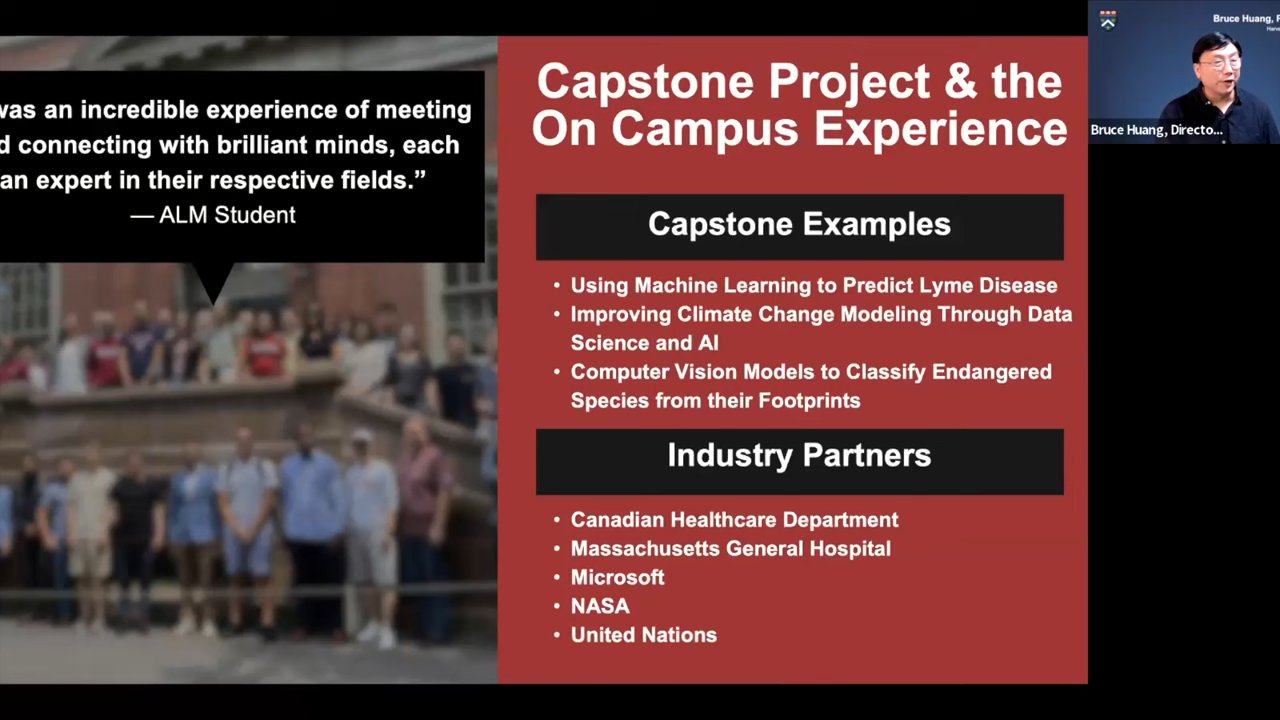 was an incredible experience of meeting
d connecting with brilliant minds, each
an expert in their respective fields.”
— ALM Student
Capstone Project & the
On Campus Experience
Capstone Examples
• Using Machine Learning to Predict Lyme Disease
• Improving Climate Change Modeling Through Data
Science and AI
• Computer Vision Models to Classify Endangered
Species from their Footprints
Industry Partners
• Canadian Healthcare Department
• Massachusetts General Hospital
• Microsoft
• NASA
• United Nations
Bruce Huang, P
Harva
Bruce Huang, Directo...